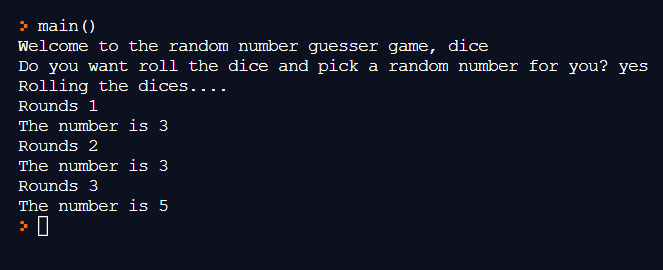 > main()
Welcome to the random number guesser game, dice
Do you want roll the dice and pick a random number for you? yes
Rolling the dices....
Rounds 1
The number is 3
Rounds 2
The number is 3
Rounds 3
The number is 5
>